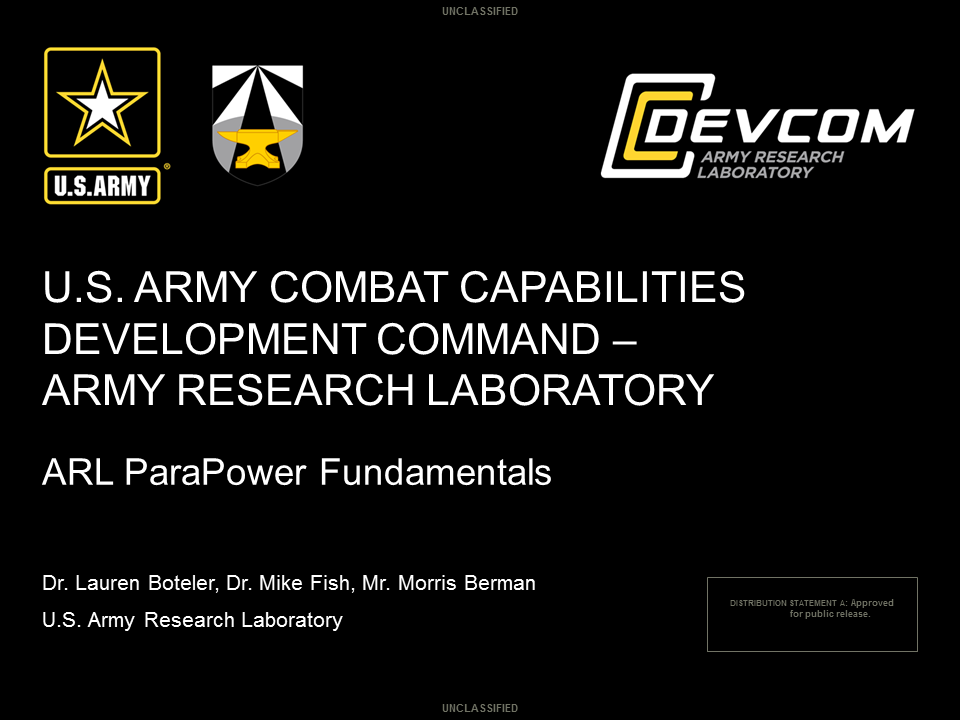 UNCLASSIFIED
U.S.ARMY
®
DEVCOM
ARMY RESEARCH
LABORATORY
U.S. ARMY COMBAT CAPABILITIES
DEVELOPMENT COMMAND –
ARMY RESEARCH LABORATORY
ARL ParaPower Fundamentals
Dr. Lauren Boteler, Dr. Mike Fish, Mr. Morris Berman
U.S. Army Research Laboratory
DISTRIBUTION STATEMENT A: Approved
for public release.
UNCLASSIFIED